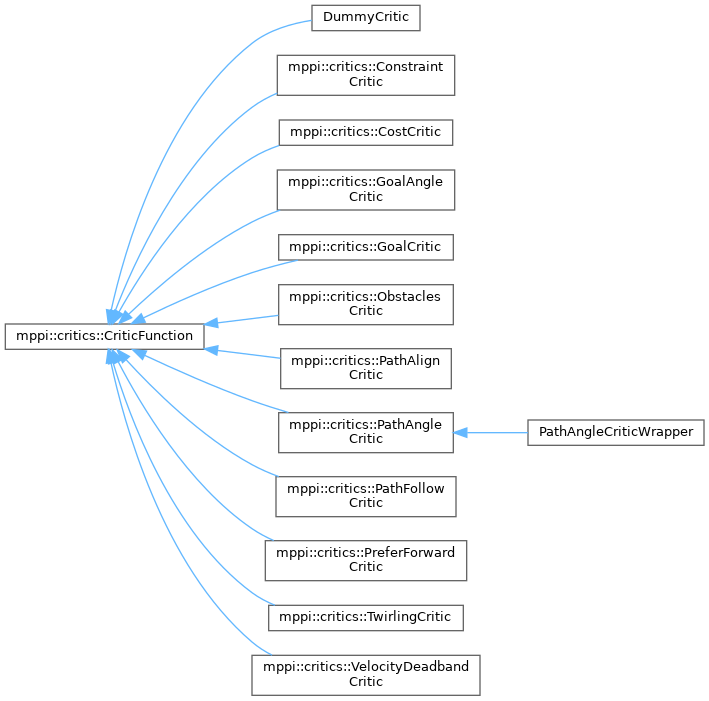 DummyCritic
mppi::critics::Constraint
Critic
mppi::critics::CostCritic
mppi::critics::GoalAngle
Critic
mppi::critics::GoalCritic
mppi::critics::Obstacles
Critic
mppi::critics::CriticFunction
mppi::critics::PathAlign
Critic
mppi::critics::PathAngle
Critic
PathAngleCriticWrapper
mppi::critics::PathFollow
Critic
mppi::critics::PreferForward
Critic
mppi::critics::TwirlingCritic
mppi::critics::VelocityDeadband
Critic